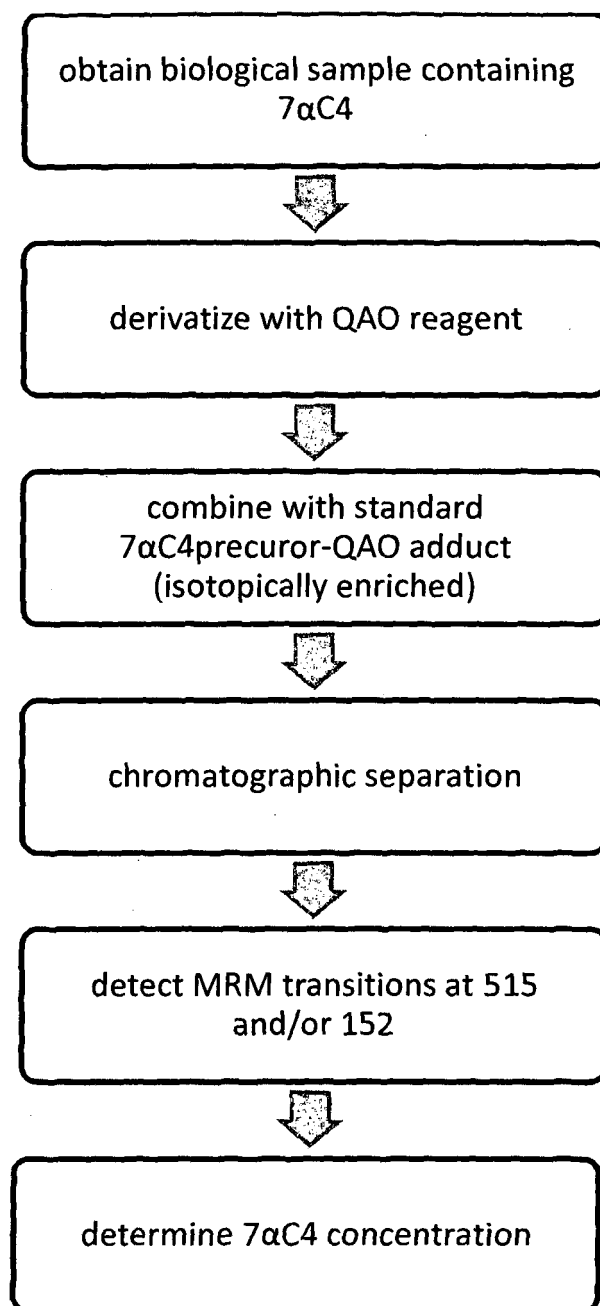 obtain biological sample containing
7αC4
derivatize with QAO reagent
combine with standard
7αC4precuror-QAO adduct
(isotopically enriched)
chromatographic separation
detect MRM transitions at 515
and/or 152
determine 7αC4 concentration